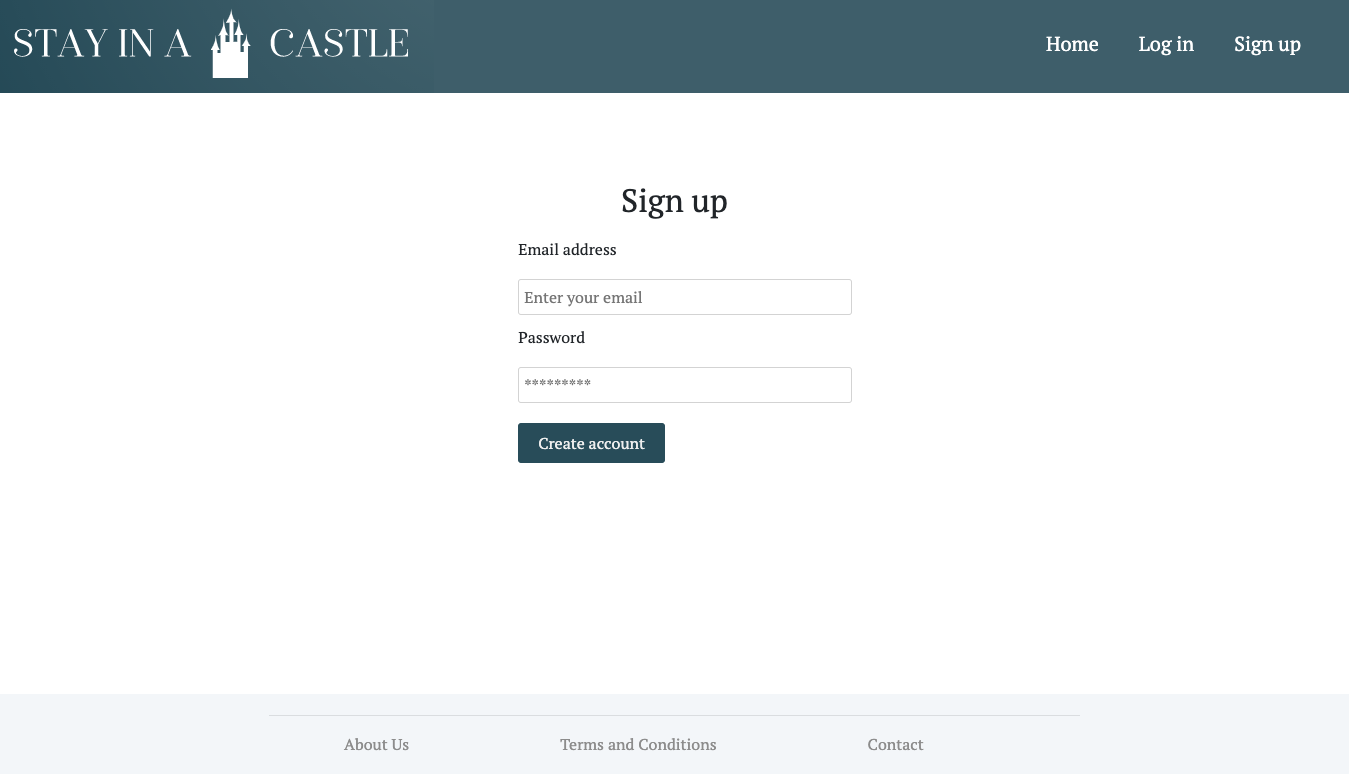 STAY IN A CASTLE
Home Log in Sign up
Sign up
Email address
Enter your email
Password
*********
Create account
About Us Terms and Conditions Contact